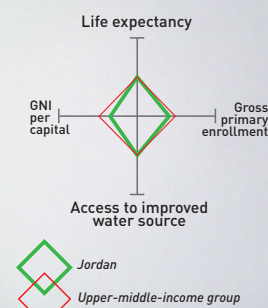 Life expectancy
GNI
per
capital
Gross
primary
enrollment
Access to improved
water source
Jordan
Upper-middle-income group